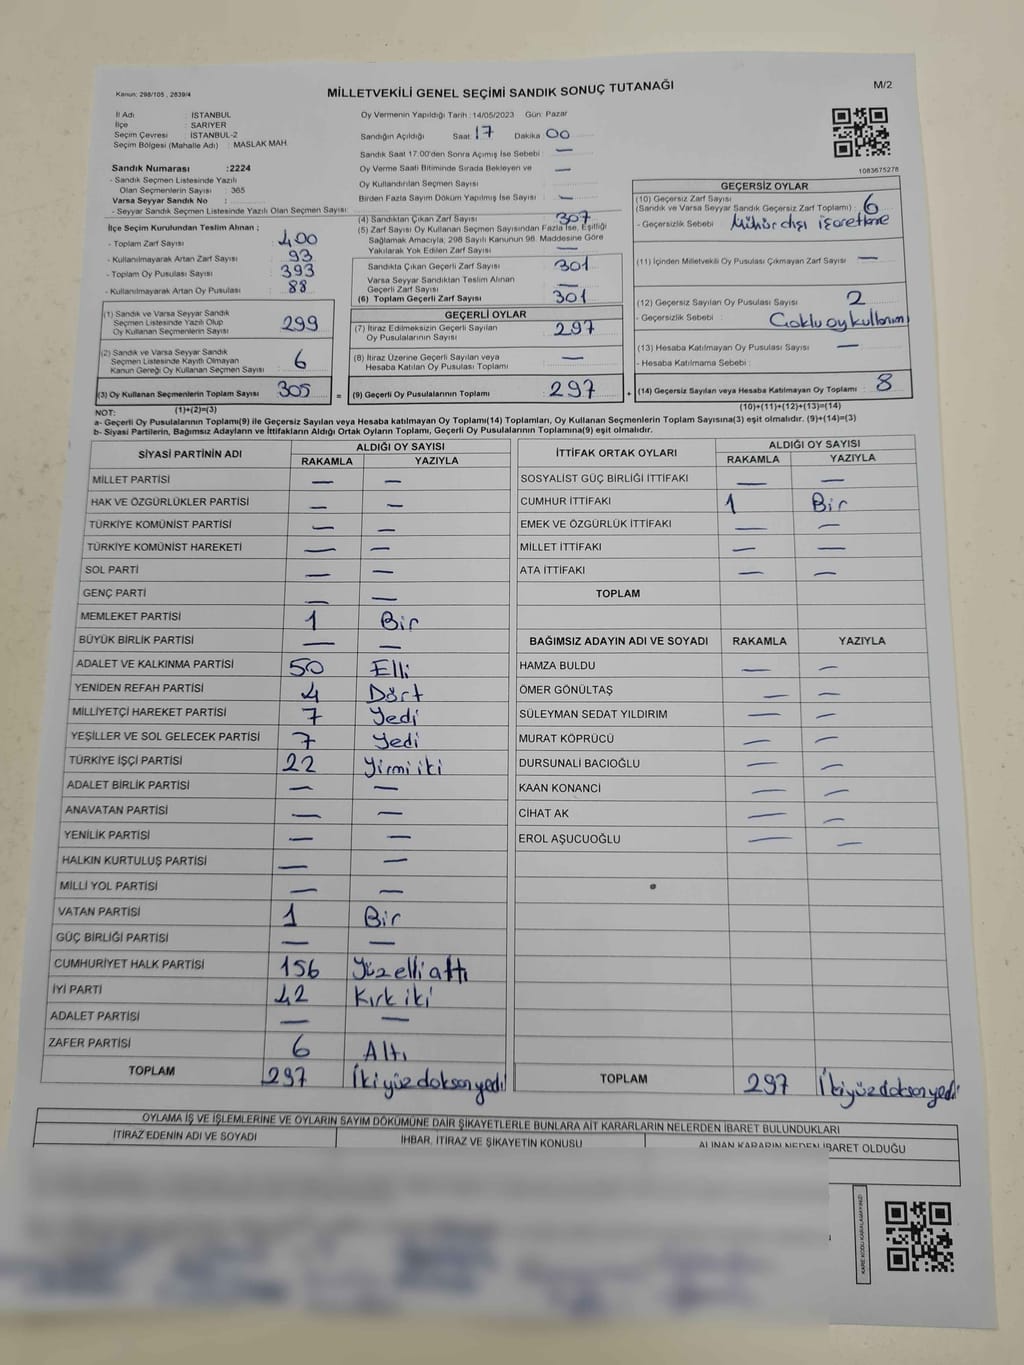 Kanun: 298/105 , 2839/4
MİLLETVEKİLİ GENEL SEÇİMİ SANDIK SONUÇ TUTANAĞI
M/2
İl Adı : İSTANBUL
İlçe : SARIYER
Seçim Çevresi : İSTANBUL-2
Seçim Bölgesi (Mahalle Adı) : MASLAK MAH.
Sandık Numarası :2224
- Sandık Seçmen Listesinde Yazılı
Olan Seçmenlerin Sayısı : 365
Varsa Seyyar Sandık No :
- Seyyar Sandık Seçmen Listesinde Yazılı Olan Seçmen Sayısı:
İlçe Seçim Kurulundan Teslim Alınan ;
- Toplam Zarf Sayısı : 400
- Kullanılmayarak Artan Zarf Sayısı : 93
- Toplam Oy Pusulası Sayısı : 393
- Kullanılmayarak Artan Oy Pusulası : 88
(1) Sandık ve Varsa Seyyar Sandık
Seçmen Listesinde Yazılı Olup
Oy Kullanan Seçmenlerin Sayısı 299
(2) Sandık ve Varsa Seyyar Sandık
Seçmen Listesinde Kayıtlı Olmayan
Kanun Gereği Oy Kullanan Seçmen Sayısı 6
(3) Oy Kullanan Seçmenlerin Toplam Sayısı 305
(1)+(2)=(3)
Oy Vermenin Yapıldığı Tarih : 14/05/2023 Gün: Pazar
Sandığın Açıldığı Saat 17 Dakika 00
Sandık Saat 17.00'den Sonra Açımış İse Sebebi : —
Oy Verme Saati Bitiminde Sırada Bekleyen ve
Oy Kullandırılan Seçmen Sayısı —
Birden Fazla Sayım Döküm Yapılmış İse Sayısı : —
(4) Sandıktan Çıkan Zarf Sayısı 307
(5) Zarf Sayısı Oy Kullanan Seçmen Sayısından Fazla İse, Eşitliği
Sağlamak Amacıyla; 298 Sayılı Kanunun 98. Maddesine Göre
Yakılarak Yok Edilen Zarf Sayısı —
Sandıkta Çıkan Geçerli Zarf Sayısı 301
Varsa Seyyar Sandıktan Teslim Alınan
Geçerli Zarf Sayısı —
(6) Toplam Geçerli Zarf Sayısı 301
GEÇERLİ OYLAR
(7) İtiraz Edilmeksizin Geçerli Sayılan
Oy Pusulasının Sayısı 297
(8) İtiraz Üzerine Geçerli Sayılan veya
Hesaba Katılan Oy Pusulası Toplamı —
= (9) Geçerli Oy Pusulalarının Toplamı 297 +
1083675278
GEÇERSİZ OYLAR
(10) Geçersiz Zarf Sayısı
(Sandık ve Varsa Seyyar Sandık Geçersiz Zarf Toplamı) : 6
- Geçersizlik Sebebi Mühür dışı işaretleme
(11) İçinden Milletvekili Oy Pusulası Çıkmayan Zarf Sayısı —
(12) Geçersiz Sayılan Oy Pusulası Sayısı 2
- Geçersizlik Sebebi : Çoklu oy kullanımı
(13) Hesaba Katılmayan Oy Pusulası Sayısı —
- Hesaba Katılmama Sebebi :
(14) Geçersiz Sayılan veya Hesaba Katılmayan Oy Toplamı : 8
(10)+(11)+(12)+(13)=(14)
NOT:
a- Geçerli Oy Pusulalarının Toplamı(9) ile Geçersiz Sayılan veya Hesaba katılmayan Oy Toplamı(14) Toplamları, Oy Kullanan Seçmenlerin Toplam Sayısına(3) eşit olmalıdır. (9)+(14)=(3)
b- Siyasi Partilerin, Bağımsız Adayların ve İttifakların Aldığı Ortak Oyların Toplamı, Geçerli Oy Pusulalarının Toplamına(9) eşit olmalıdır.
SİYASİ PARTİNİN ADI ALDIĞI OY SAYISI
RAKAMLA YAZIYLA
MİLLET PARTİSİ — —
HAK VE ÖZGÜRLÜKLER PARTİSİ — —
TÜRKİYE KOMÜNİST PARTİSİ — —
TÜRKİYE KOMÜNİST HAREKETİ — —
SOL PARTİ — —
GENÇ PARTİ — —
MEMLEKET PARTİSİ 1 Bir
BÜYÜK BİRLİK PARTİSİ — —
ADALET VE KALKINMA PARTİSİ 50 Elli
YENİDEN REFAH PARTİSİ 4 Dört
MİLLİYETÇİ HAREKET PARTİSİ 7 Yedi
YEŞİLLER VE SOL GELECEK PARTİSİ 7 Yedi
TÜRKİYE İŞÇİ PARTİSİ 22 Yirmi iki
ADALET BİRLİK PARTİSİ — —
ANAVATAN PARTİSİ — —
YENİLİK PARTİSİ — —
HALKIN KURTULUŞ PARTİSİ — —
MİLLİ YOL PARTİSİ — —
VATAN PARTİSİ 1 Bir
GÜÇ BİRLİĞİ PARTİSİ — —
CUMHURİYET HALK PARTİSİ 156 Yüz elli altı
İYİ PARTİ 42 Kırk iki
ADALET PARTİSİ — —
ZAFER PARTİSİ 6 Altı
TOPLAM 297 İki yüz doksan yedi
İTTİFAK ORTAK OYLARI ALDIĞI OY SAYISI
RAKAMLA YAZIYLA
SOSYALİST GÜÇ BİRLİĞİ İTTİFAKI — —
CUMHUR İTTİFAKI 1 Bir
EMEK VE ÖZGÜRLÜK İTTİFAKI — —
MİLLET İTTİFAKI — —
ATA İTTİFAKI — —
TOPLAM
BAĞIMSIZ ADAYIN ADI VE SOYADI RAKAMLA YAZIYLA
HAMZA BULDU — —
ÖMER GÖNÜLTAŞ — —
SÜLEYMAN SEDAT YILDIRIM — —
MURAT KÖPRÜCÜ — —
DURSUNALİ BACIOĞLU — —
KAAN KONANCİ — —
CİHAT AK — —
EROL AŞUCUOĞLU — —
TOPLAM 297 İki yüz doksan yedi
OYLAMA İŞ VE İŞLEMLERİNE VE OYLARIN SAYIM DÖKÜMÜNE DAİR ŞİKAYETLERLE BUNLARA AİT KARARLARIN NELERDEN İBARET BULUNDUKLARI
İTİRAZ EDENİN ADI VE SOYADI İHBAR, İTİRAZ VE ŞİKAYETİN KONUSU ALINAN KARARIN NEDEN İBARET OLDUĞU
KARE KODU KARALAMAYINIZ!